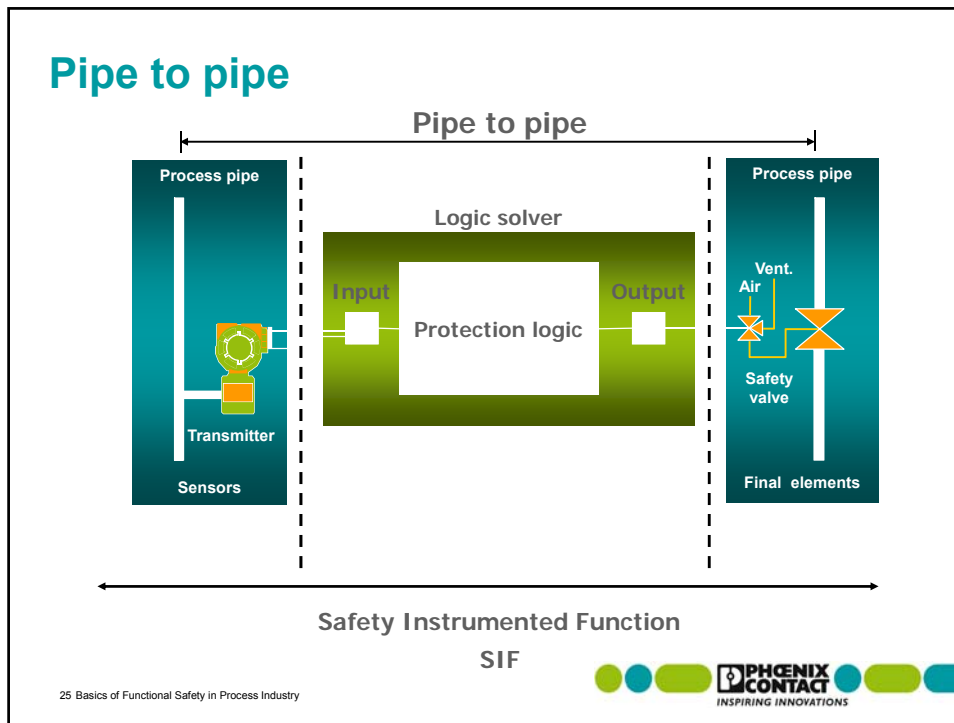 Pipe to pipe
Pipe to pipe
Process pipe
Transmitter
Sensors
Logic solver
Input
Protection logic
Output
Process pipe
Vent.
Air
Safety
valve
Final elements
Safety Instrumented Function
SIF
25 Basics of Functional Safety in Process Industry
PHŒNIX
CONTACT
INSPIRING INNOVATIONS